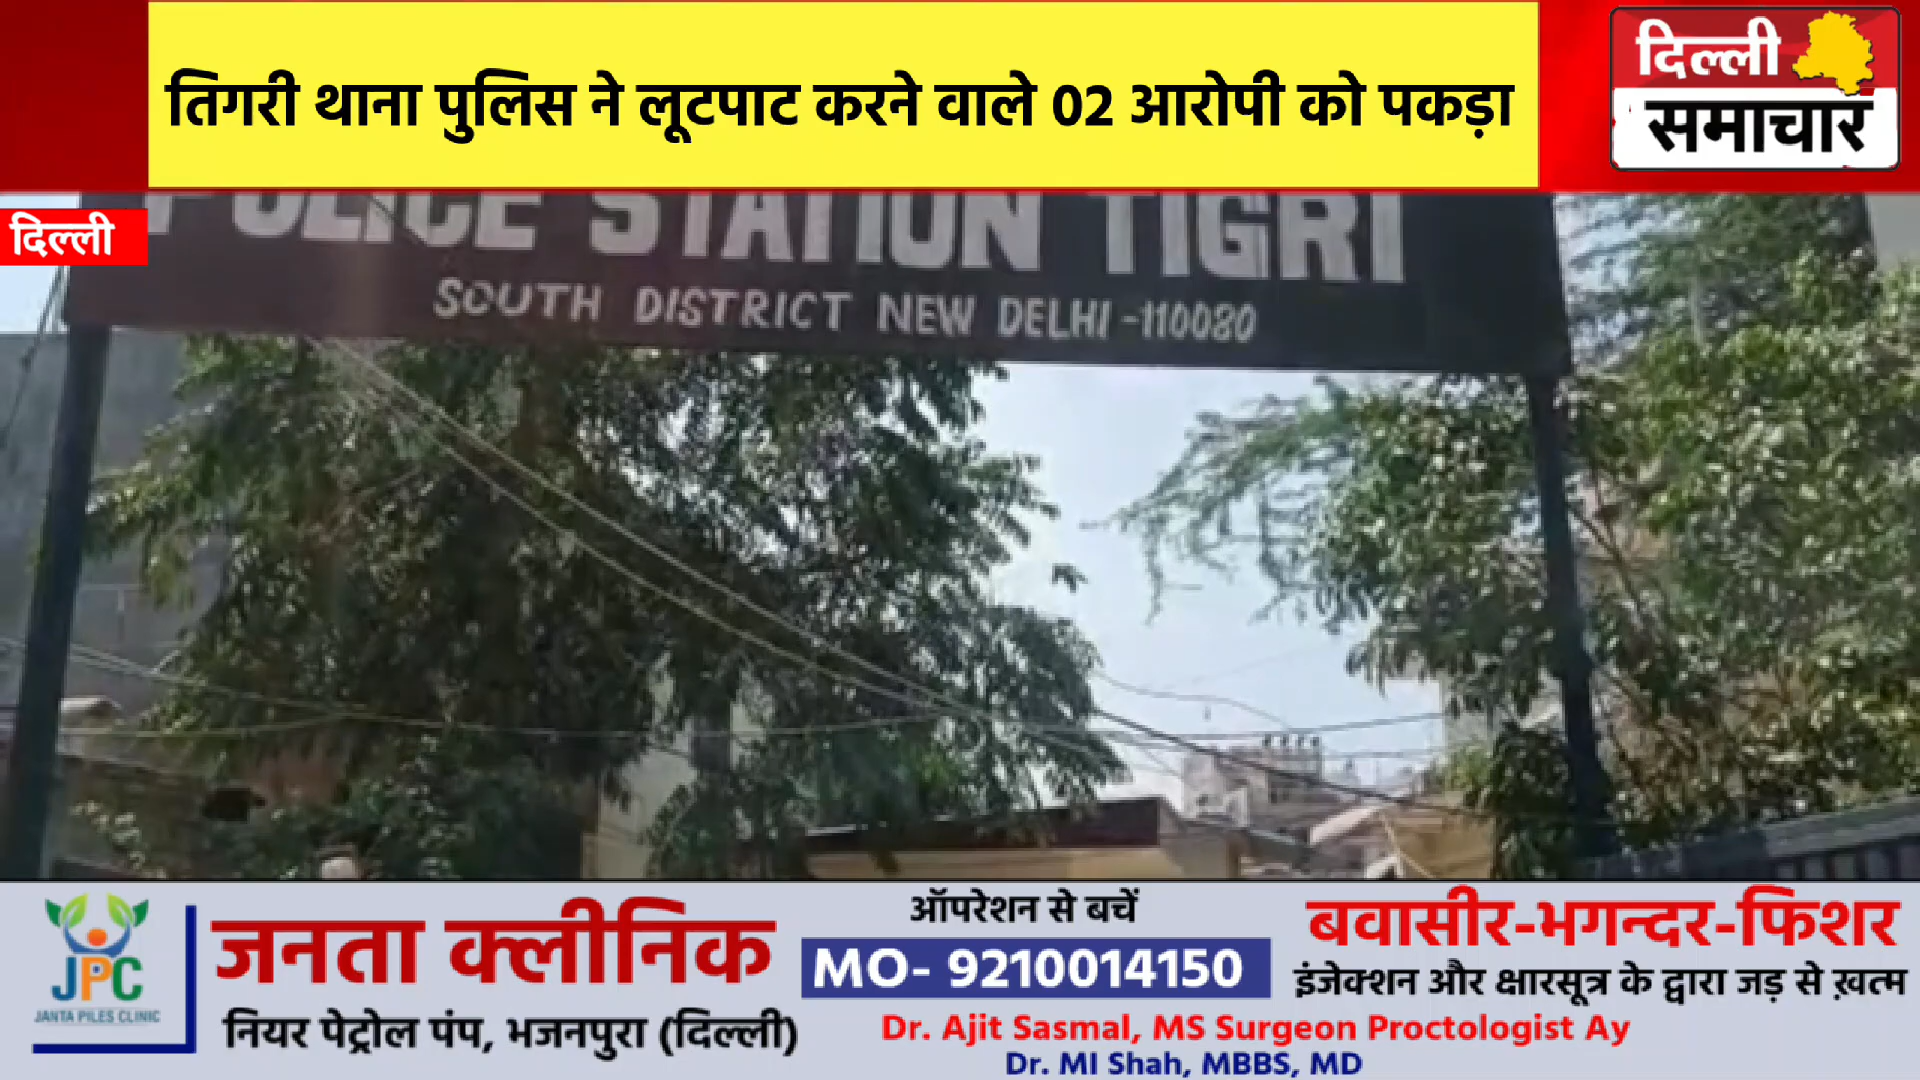 तिगरी थाना पुलिस ने लूटपाट करने वाले 02 आरोपी को पकड़ा
दिल्ली
समाचार
दिल्ली
POLICE STATION TIGRI
SOUTH DISTRICT NEW DELHI -110080
JPC
JANTA PILES CLINIC
जनता क्लीनिक
नियर पेट्रोल पंप, भजनपुरा (दिल्ली)
ऑपरेशन से बचें
MO- 9210014150
बवासीर-भगन्दर-फिशर
इंजेक्शन और क्षारसूत्र के द्वारा जड़ से ख़त्म
Dr. Ajit Sasmal, MS Surgeon Proctologist Ay
Dr. MI Shah, MBBS, MD